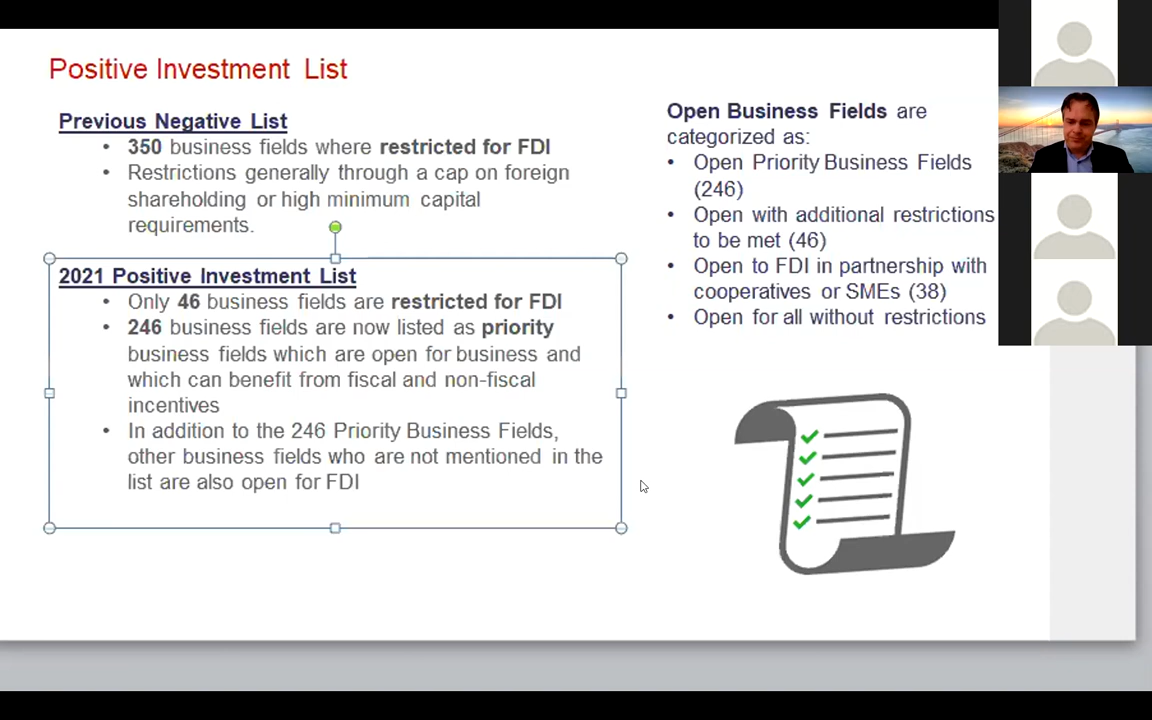 Positive Investment List
Previous Negative List
• 350 business fields where restricted for FDI
• Restrictions generally through a cap on foreign
shareholding or high minimum capital
requirements.
2021 Positive Investment List
• Only 46 business fields are restricted for FDI
• 246 business fields are now listed as priority
business fields which are open for business and
which can benefit from fiscal and non-fiscal
incentives
• In addition to the 246 Priority Business Fields,
other business fields who are not mentioned in the
list are also open for FDI
Open Business Fields are
categorized as:
• Open Priority Business Fields
(246)
• Open with additional restrictions
to be met (46)
• Open to FDI in partnership with
cooperatives or SMEs (38)
• Open for all without restrictions